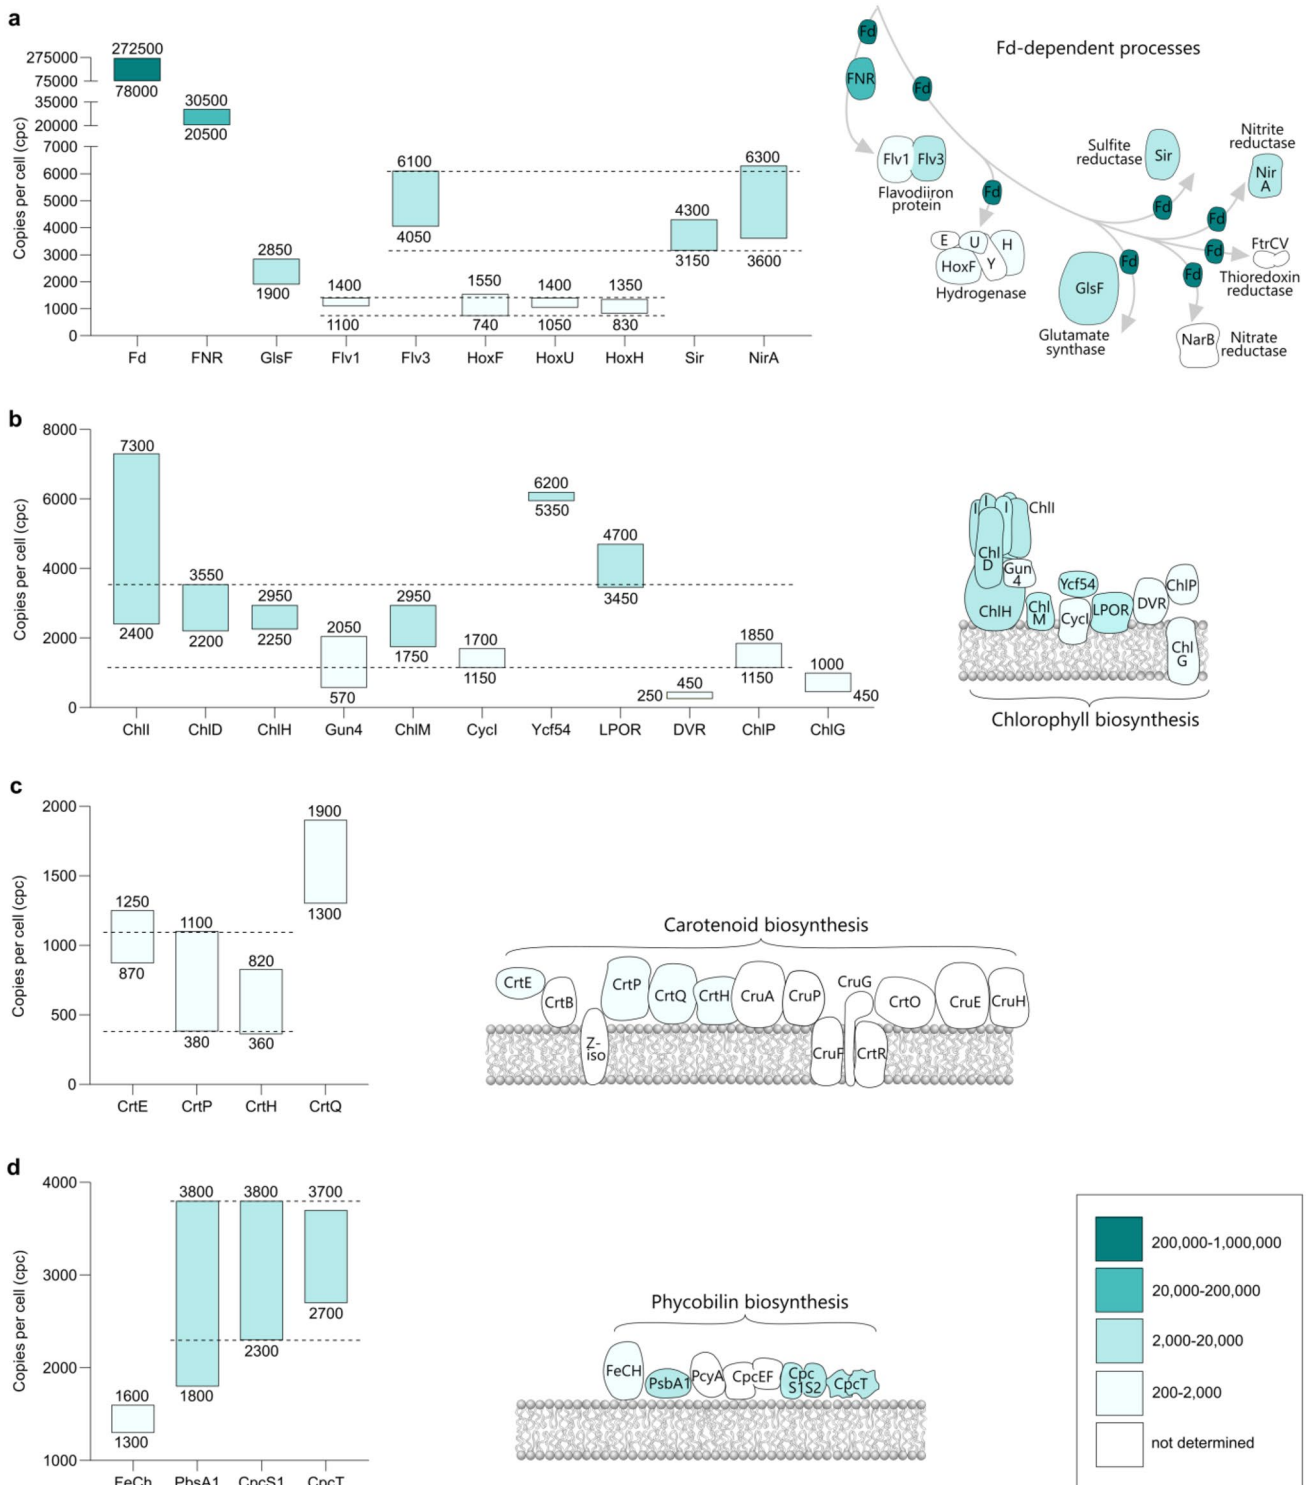 a
Copies per cell (cpc)
275000
75000
35000
20000
7000
6000
5000
4000
3000
2000
1000
0
272500
78000
30500
20500
2850
1900
1400
1100
6100
4050
1550
740
1400
1050
1350
830
4300
3150
6300
3600
Fd FNR GlsF Flv1 Flv3 HoxF HoxU HoxH Sir NirA
Fd-dependent processes
Fd
FNR
Fd
Flv1 Flv3
Flavodiiron
protein
Fd
E U H
HoxF Y
Hydrogenase
Sulfite
reductase
Sir
Fd
Nitrite
reductase
Nir
A
Fd
Fd
FtrCV
Thioredoxin
reductase
Fd
GlsF
Glutamate
synthase
Fd
NarB
Nitrate
reductase
b
Copies per cell (cpc)
8000
6000
4000
2000
0
7300
2400
3550
2200
2950
2250
2050
570
2950
1750
1700
1150
6200
5350
4700
3450
450
250
1850
1150
1000
450
ChlI ChlD ChlH Gun4 ChlM CycI Ycf54 LPOR DVR ChlP ChlG
I I I ChlI
Chl
D
Gun
4
ChlH
Chl
M
Ycf54
CycI
LPOR
DVR
ChlP
Chl
G
Chlorophyll biosynthesis
c
Copies per cell (cpc)
2000
1500
1000
500
0
1250
870
1100
380
820
360
1900
1300
CrtE CrtP CrtH CrtQ
Carotenoid biosynthesis
CrtE
CrtB
Z-
iso
CrtP
CrtQ
CrtH
CruA
CruP
CruF
CruG
CrtR
CrtO
CruE
CruH
d
Copies per cell (cpc)
4000
3000
2000
1000
1600
1300
3800
1800
3800
2300
3700
2700
FeCh PbsA1 CpcS1 CpcT
Phycobilin biosynthesis
FeCH
PsbA1
PcyA
CpcEF
Cpc
S1S2
CpcT
200,000-1,000,000
20,000-200,000
2,000-20,000
200-2,000
not determined